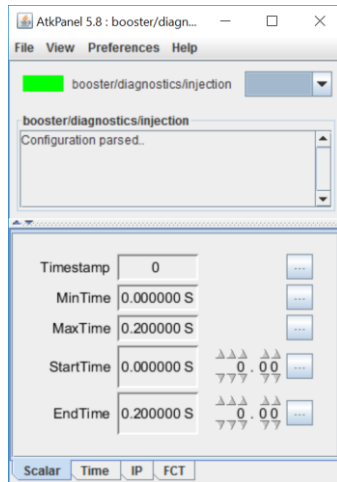 AtkPanel 5.8 : booster/diagn...
File View Preferences Help
booster/diagnostics/injection
booster/diagnostics/injection
Configuration parsed..
Timestamp 0 ...
MinTime 0.000000 S ...
MaxTime 0.200000 S ...
StartTime 0.000000 S 0.00 ...
EndTime 0.200000 S 0.00 ...
Scalar Time IP FCT